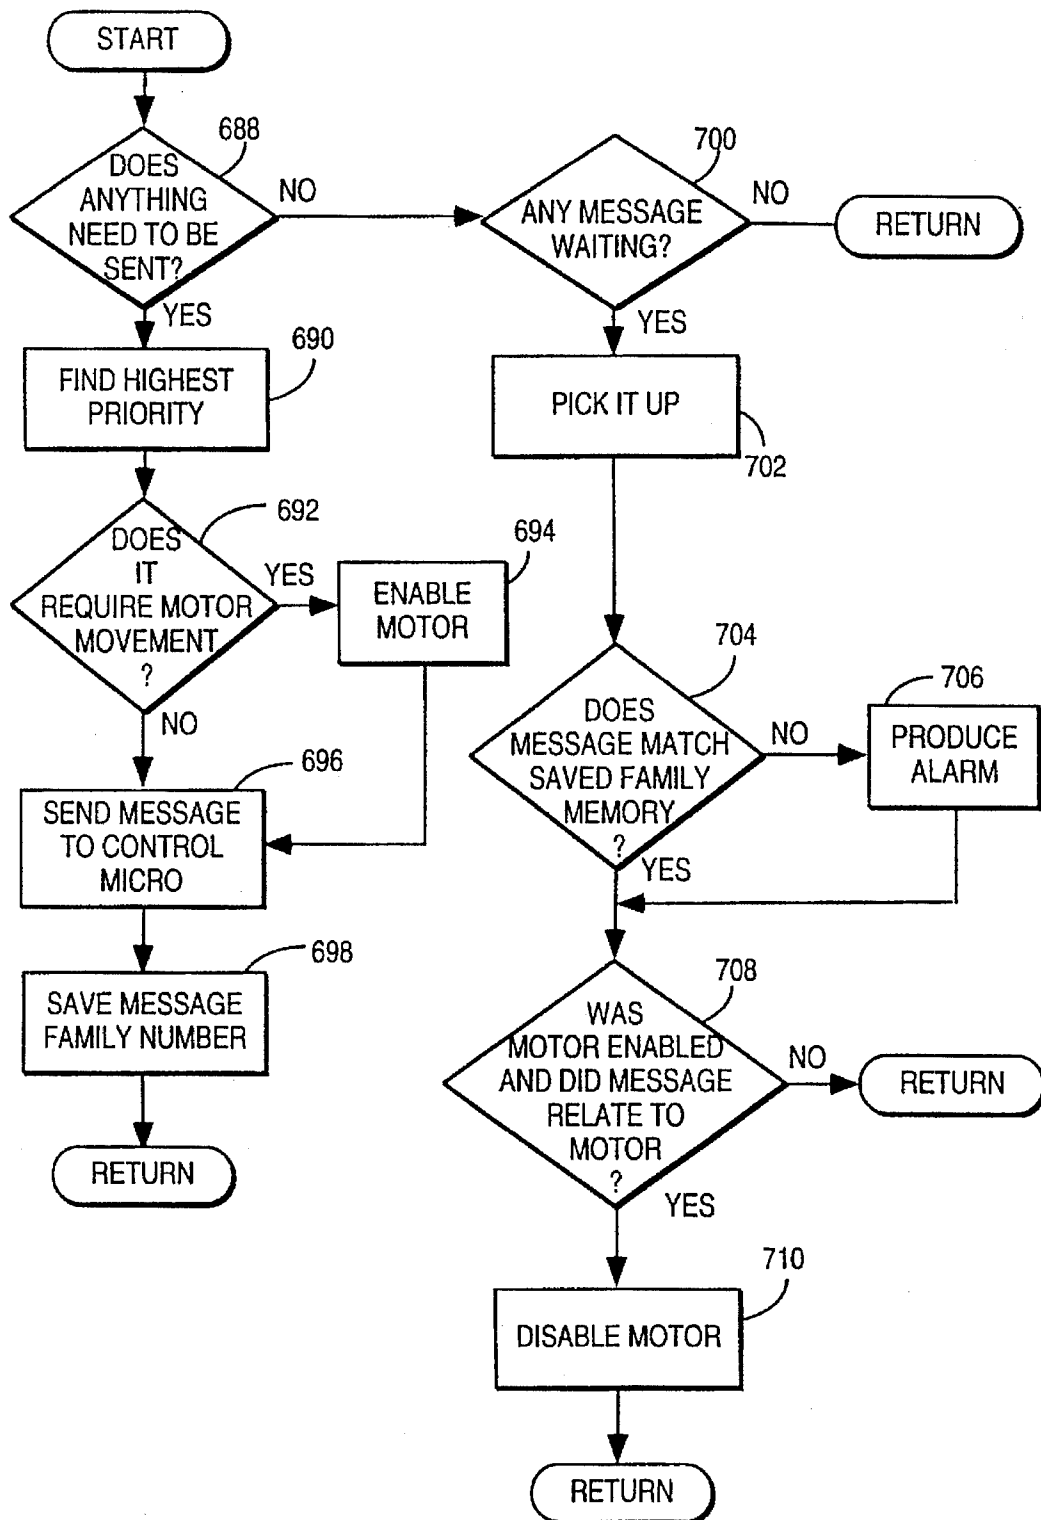 START
688
DOES
ANYTHING
NEED TO BE
SENT?
NO
YES
690
FIND HIGHEST
PRIORITY
692
DOES
IT
REQUIRE MOTOR
MOVEMENT
?
YES
NO
694
ENABLE
MOTOR
696
SEND MESSAGE
TO CONTROL
MICRO
698
SAVE MESSAGE
FAMILY NUMBER
RETURN
700
ANY MESSAGE
WAITING?
NO
RETURN
YES
PICK IT UP
702
704
DOES
MESSAGE MATCH
SAVED FAMILY
MEMORY
?
NO
YES
706
PRODUCE
ALARM
708
WAS
MOTOR ENABLED
AND DID MESSAGE
RELATE TO
MOTOR
?
NO
RETURN
YES
710
DISABLE MOTOR
RETURN